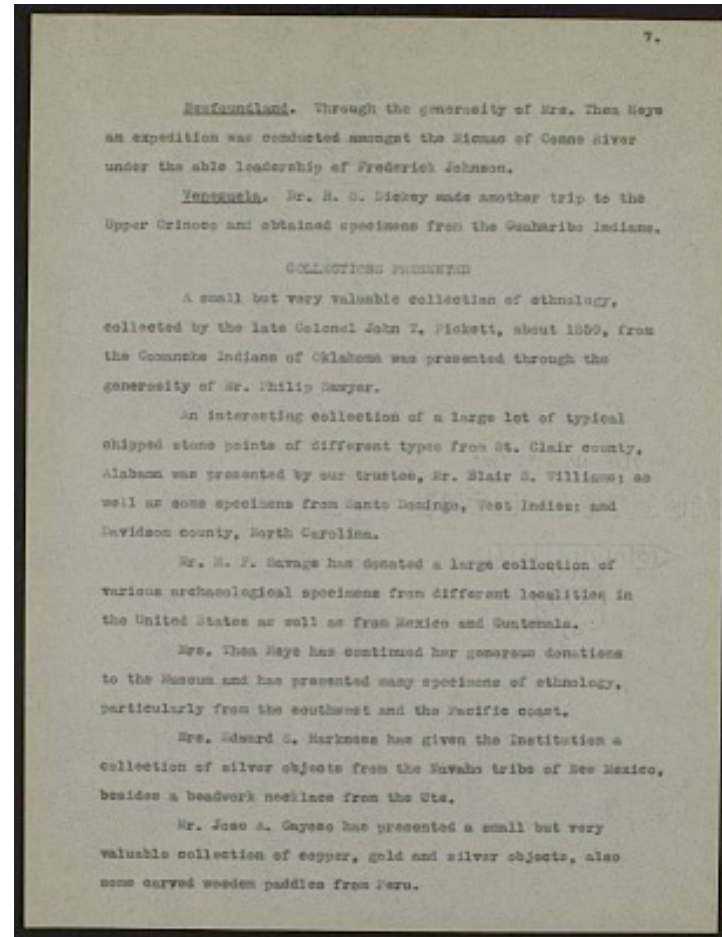 7.
Newfoundland. Through the generosity of Mrs. Thea Heye
an expedition was conducted amongst the Micmac of Conne River
under the able leadership of Frederick Johnson.
Venezuela. Dr. H. S. Dickey made another trip to the
Upper Orinoco and obtained specimens from the Guaharibo Indians.
COLLECTIONS PRESENTED
A small but very valuable collection of ethnology,
collected by the late Colonel John T. Pickett, about 1859, from
the Comanche Indians of Oklahoma was presented through the
generosity of Mr. Philip Sawyer.
An interesting collection of a large lot of typical
chipped stone points of different types from St. Clair county,
Alabama was presented by our trustee, Mr. Blair S. Williams; as
well as some specimens from Santo Domingo, West Indies; and
Davidson county, North Carolina.
Mr. M. F. Savage has donated a large collection of
various archaeological specimens from different localities in
the United States as well as from Mexico and Guatemala.
Mrs. Thea Heye has continued her generous donations
to the Museum and has presented many specimens of ethnology,
particularly from the southwest and the Pacific coast.
Mrs. Edward S. Harkness has given the Institution a
collection of silver objects from the Navaho tribe of New Mexico,
besides a beadwork necklace from the Ute.
Mr. Jose A. Gayoso has presented a small but very
valuable collection of copper, gold and silver objects, also
some carved wooden paddles from Peru.